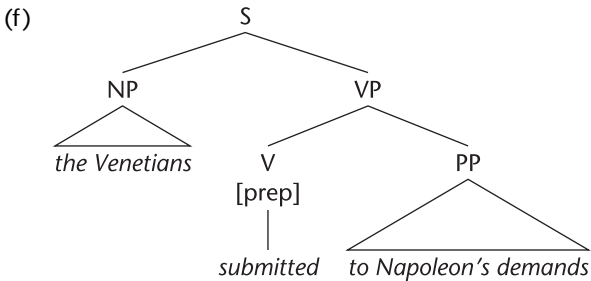 (f)
S
NP VP
the Venetians V PP
[prep]
submitted to Napoleon’s demands